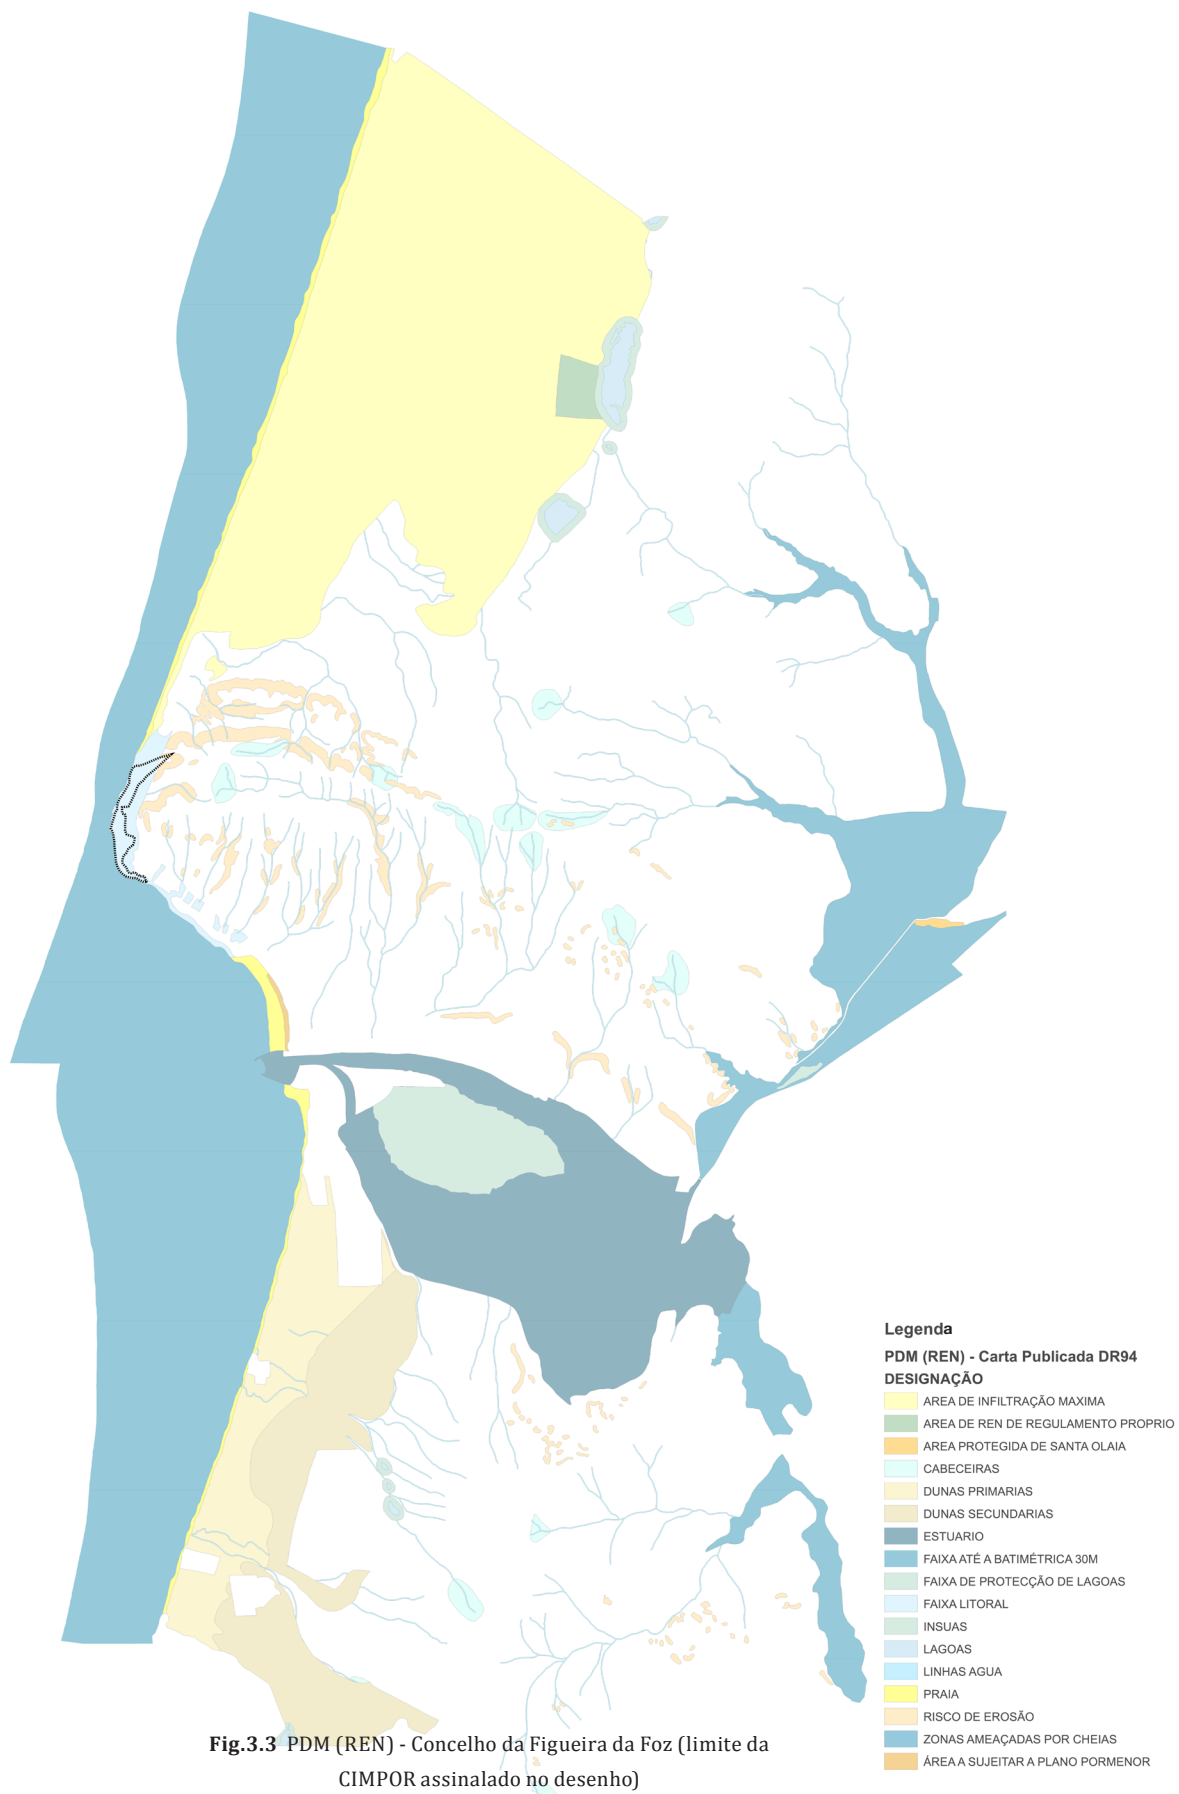 Legenda
PDM (REN) - Carta Publicada DR94
DESIGNAÇÃO
AREA DE INFILTRAÇÃO MAXIMA
AREA DE REN DE REGULAMENTO PROPRIO
AREA PROTEGIDA DE SANTA OLAIA
CABECEIRAS
DUNAS PRIMARIAS
DUNAS SECUNDARIAS
ESTUARIO
FAIXA ATÉ A BATIMÉTRICA 30M
FAIXA DE PROTECÇÃO DE LAGOAS
FAIXA LITORAL
INSUAS
LAGOAS
LINHAS AGUA
PRAIA
RISCO DE EROSÃO
ZONAS AMEAÇADAS POR CHEIAS
ÁREA A SUJEITAR A PLANO PORMENOR
Fig.3.3 PDM (REN) - Concelho da Figueira da Foz (limite da
CIMPOR assinalado no desenho)